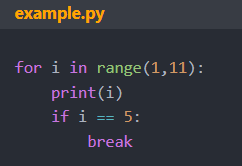 example.py
for i in range(1,11):
    print(i)
    if i == 5:
        break